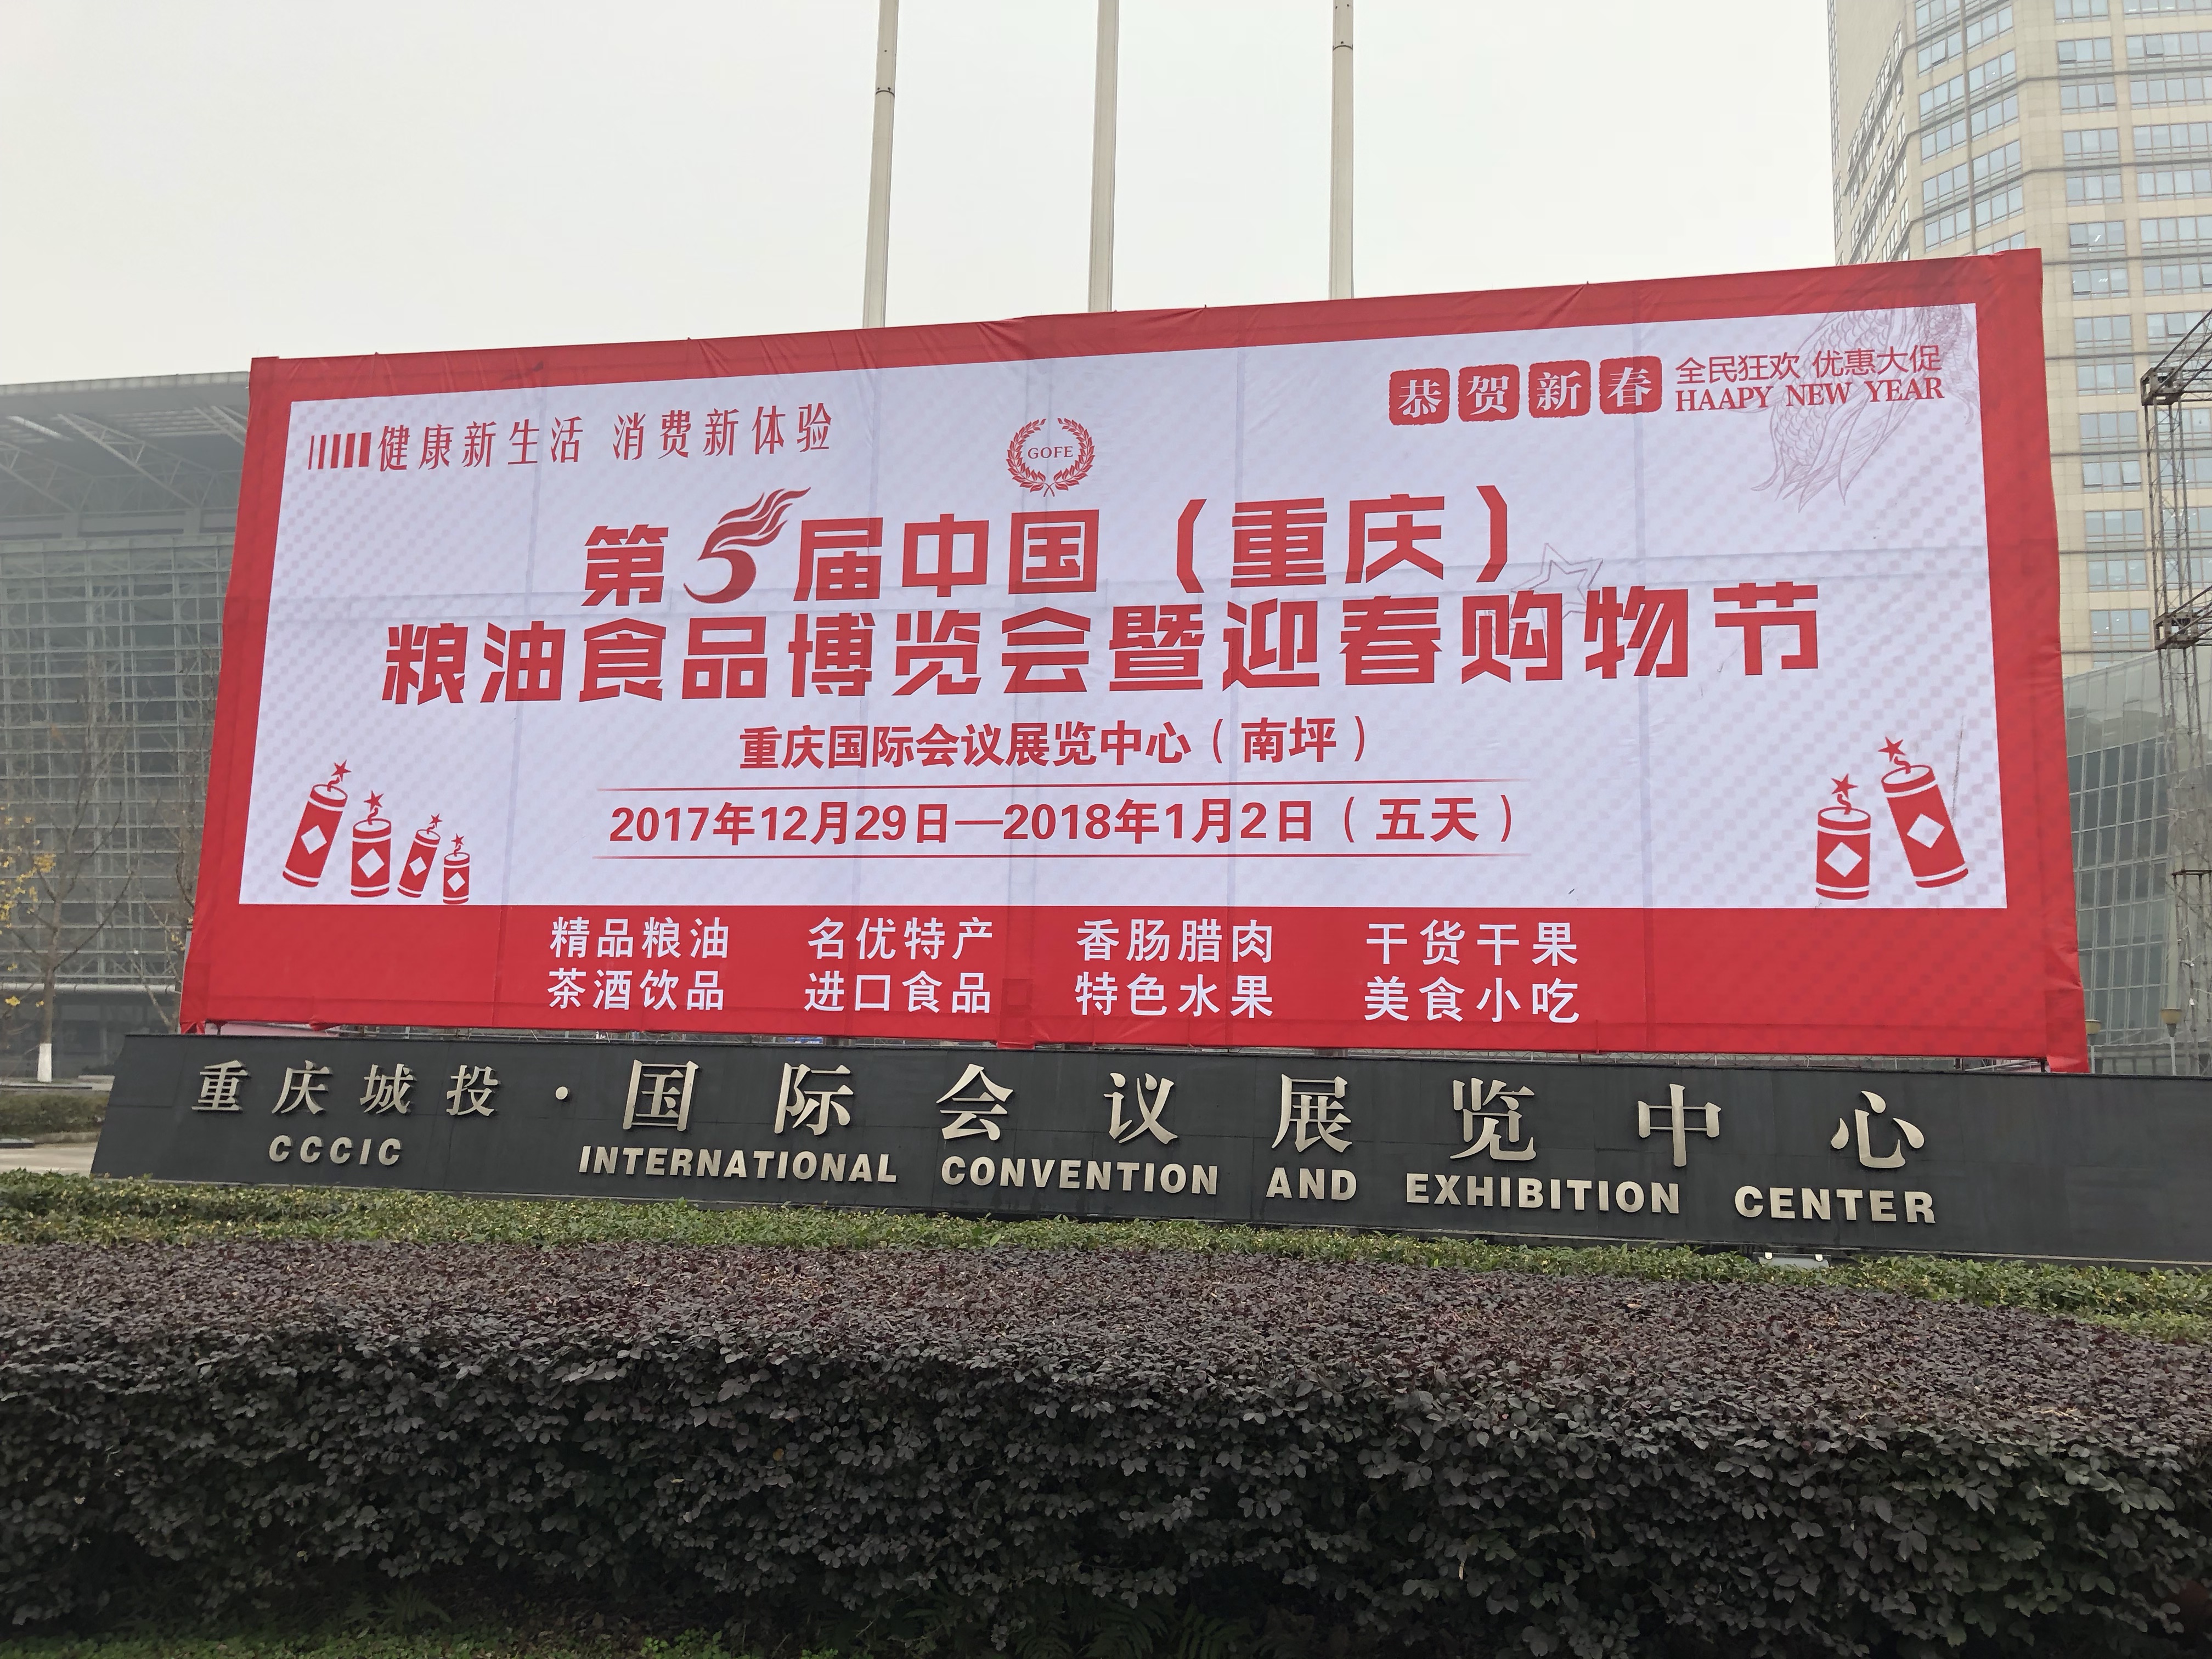 健康新生活 消费新体验
GOFE
恭贺新春
全民狂欢 优惠大促
HAAPY NEW YEAR
第5届中国（重庆）
粮油食品博览会暨迎春购物节
重庆国际会议展览中心（南坪）
2017年12月29日—2018年1月2日（五天）
精品粮油 名优特产 香肠腊肉 干货干果
茶酒饮品 进口食品 特色水果 美食小吃
重庆城投·国际会议展览中心
CCCIC INTERNATIONAL CONVENTION AND EXHIBITION CENTER